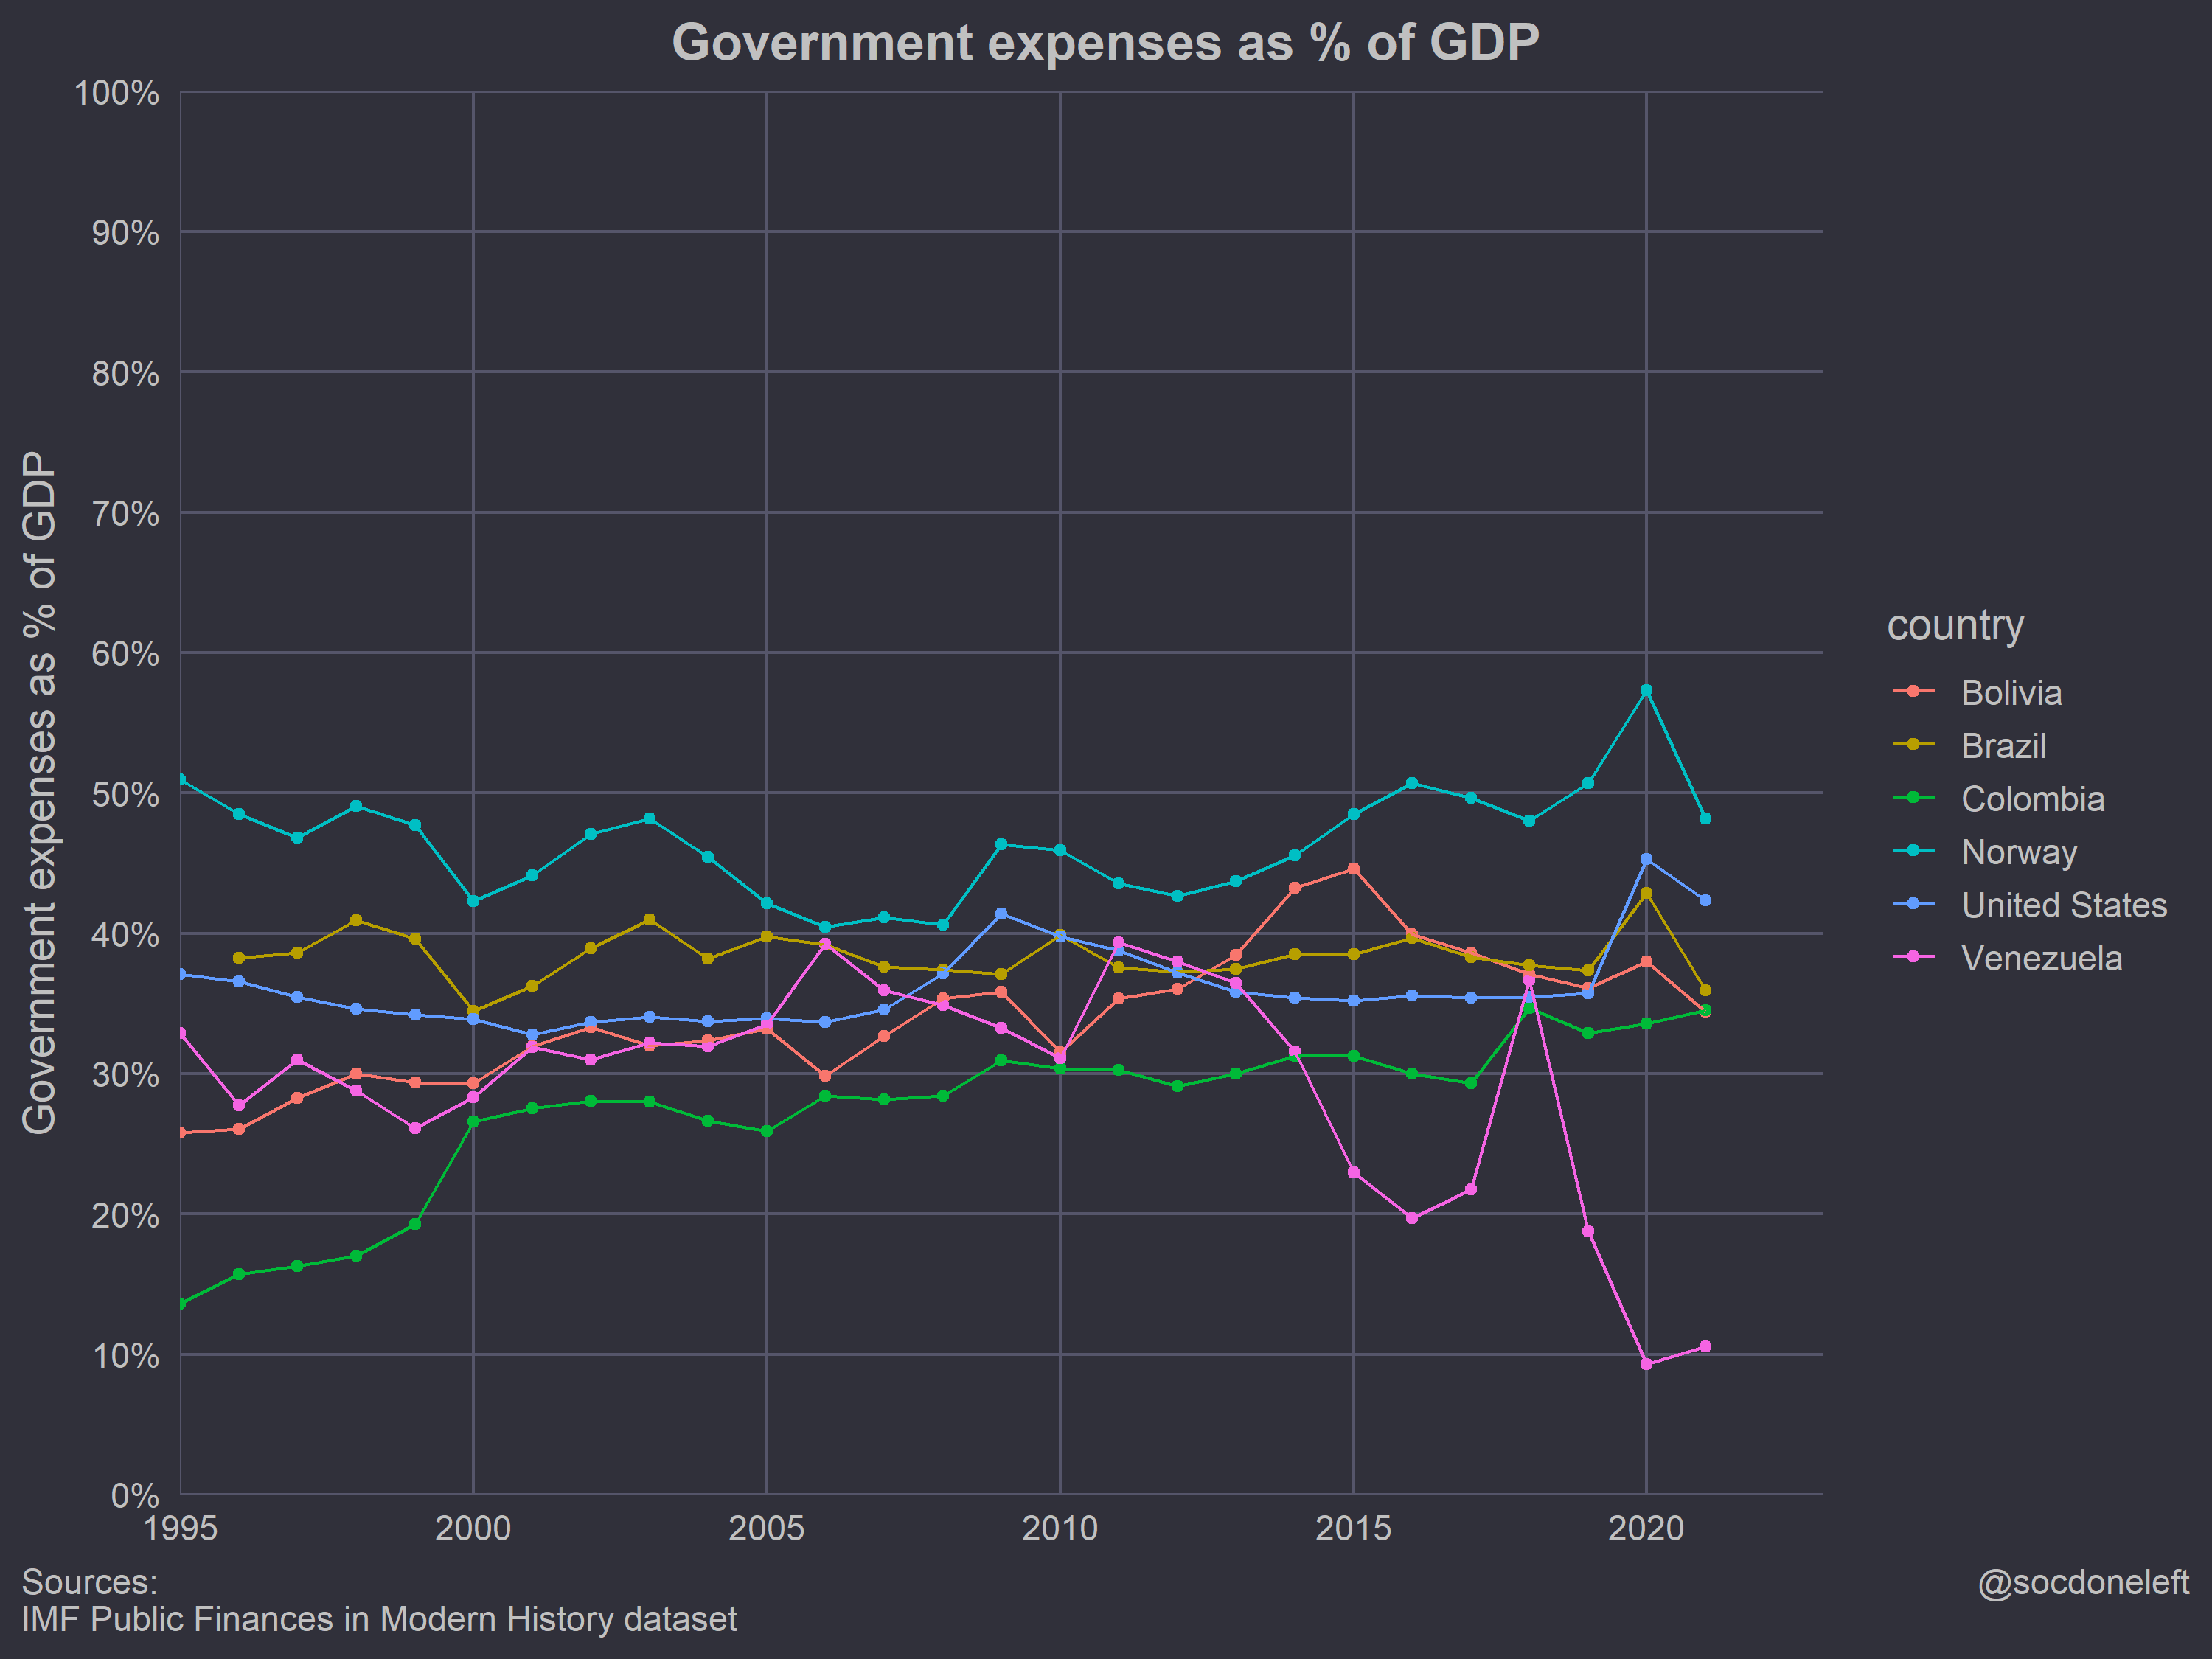 Government expenses as % of GDP
Government expenses as % of GDP
100%
90%
80%
70%
60%
50%
40%
30%
20%
10%
0%
1995 2000 2005 2010 2015 2020
country
Bolivia
Brazil
Colombia
Norway
United States
Venezuela
Sources:
IMF Public Finances in Modern History dataset
@socdoneleft